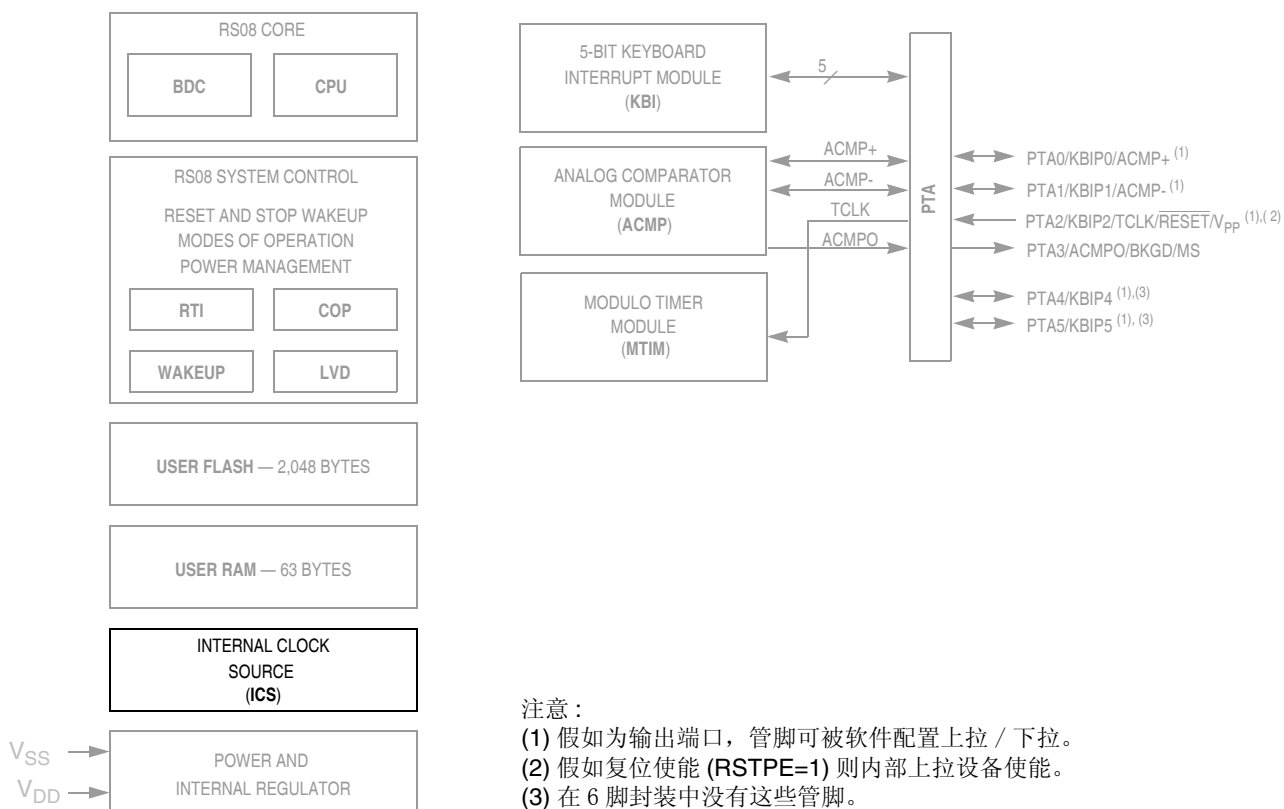 RS08 CORE
BDC
CPU
RS08 SYSTEM CONTROL
RESET AND STOP WAKEUP
MODES OF OPERATION
POWER MANAGEMENT
RTI
COP
WAKEUP
LVD
USER FLASH — 2,048 BYTES
USER RAM — 63 BYTES
INTERNAL CLOCK
SOURCE
(ICS)
VSS
VDD
POWER AND
INTERNAL REGULATOR
5-BIT KEYBOARD
INTERRUPT MODULE
(KBI)
5
ANALOG COMPARATOR
MODULE
(ACMP)
ACMP+
ACMP-
TCLK
ACMPO
MODULO TIMER
MODULE
(MTIM)
PTA
PTA0/KBIP0/ACMP+ (1)
PTA1/KBIP1/ACMP- (1)
PTA2/KBIP2/TCLK/RESET/VPP (1),( 2)
PTA3/ACMPO/BKGD/MS
PTA4/KBIP4 (1),(3)
PTA5/KBIP5 (1), (3)
注意 :
(1) 假如为输出端口，管脚可被软件配置上拉 / 下拉。
(2) 假如复位使能 (RSTPE=1) 则内部上拉设备使能。
(3) 在 6 脚封装中没有这些管脚。